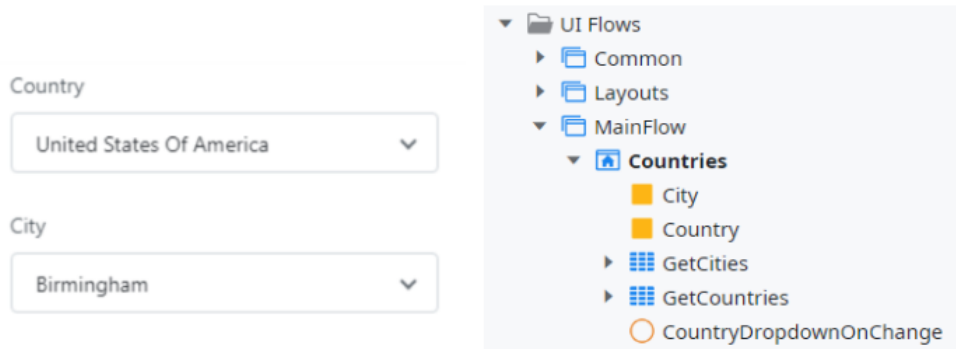 Country
United States Of America
City
Birmingham
UI Flows
Common
Layouts
MainFlow
Countries
City
Country
GetCities
GetCountries
CountryDropdownOnChange